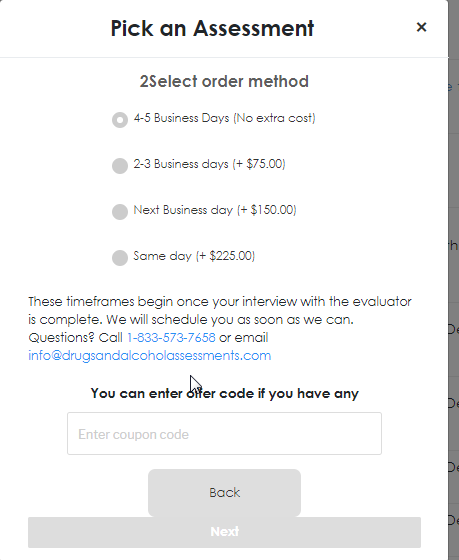 Pick an Assessment ×
2Select order method
4-5 Business Days (No extra cost)
2-3 Business days (+ $75.00)
Next Business day (+ $150.00)
Same day (+ $225.00)
These timeframes begin once your interview with the evaluator
is complete. We will schedule you as soon as we can.
Questions? Call 1-833-573-7658 or email
info@drugsandalcoholassessments.com
You can enter offer code if you have any
Enter coupon code
Back
Next